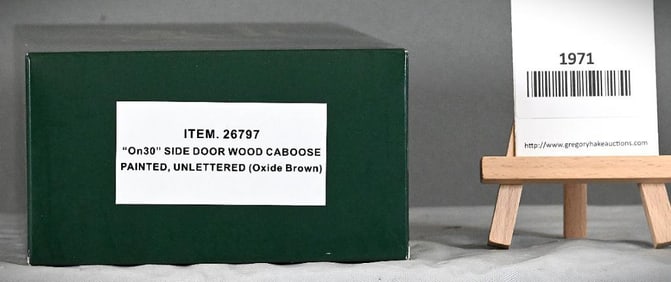 ITEM. 26797
“On30” SIDE DOOR WOOD CABOOSE
PAINTED, UNLETTERED (Oxide Brown)
1971
http://www.gregoryhakeauctions.com